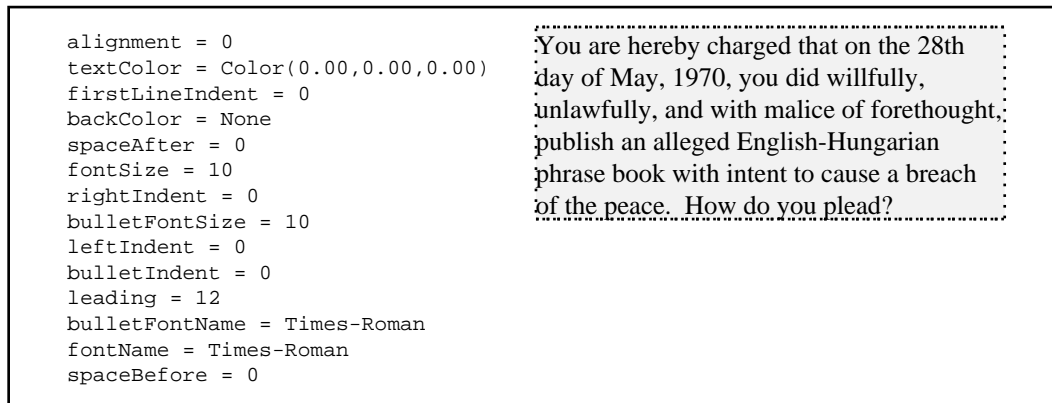 alignment = 0
textColor = Color(0.00,0.00,0.00)
firstLineIndent = 0
backColor = None
spaceAfter = 0
fontSize = 10
rightIndent = 0
bulletFontSize = 10
leftIndent = 0
bulletIndent = 0
leading = 12
bulletFontName = Times-Roman
fontName = Times-Roman
spaceBefore = 0
You are hereby charged that on the 28th
day of May, 1970, you did willfully,
unlawfully, and with malice of forethought,
publish an alleged English-Hungarian
phrase book with intent to cause a breach
of the peace.  How do you plead?